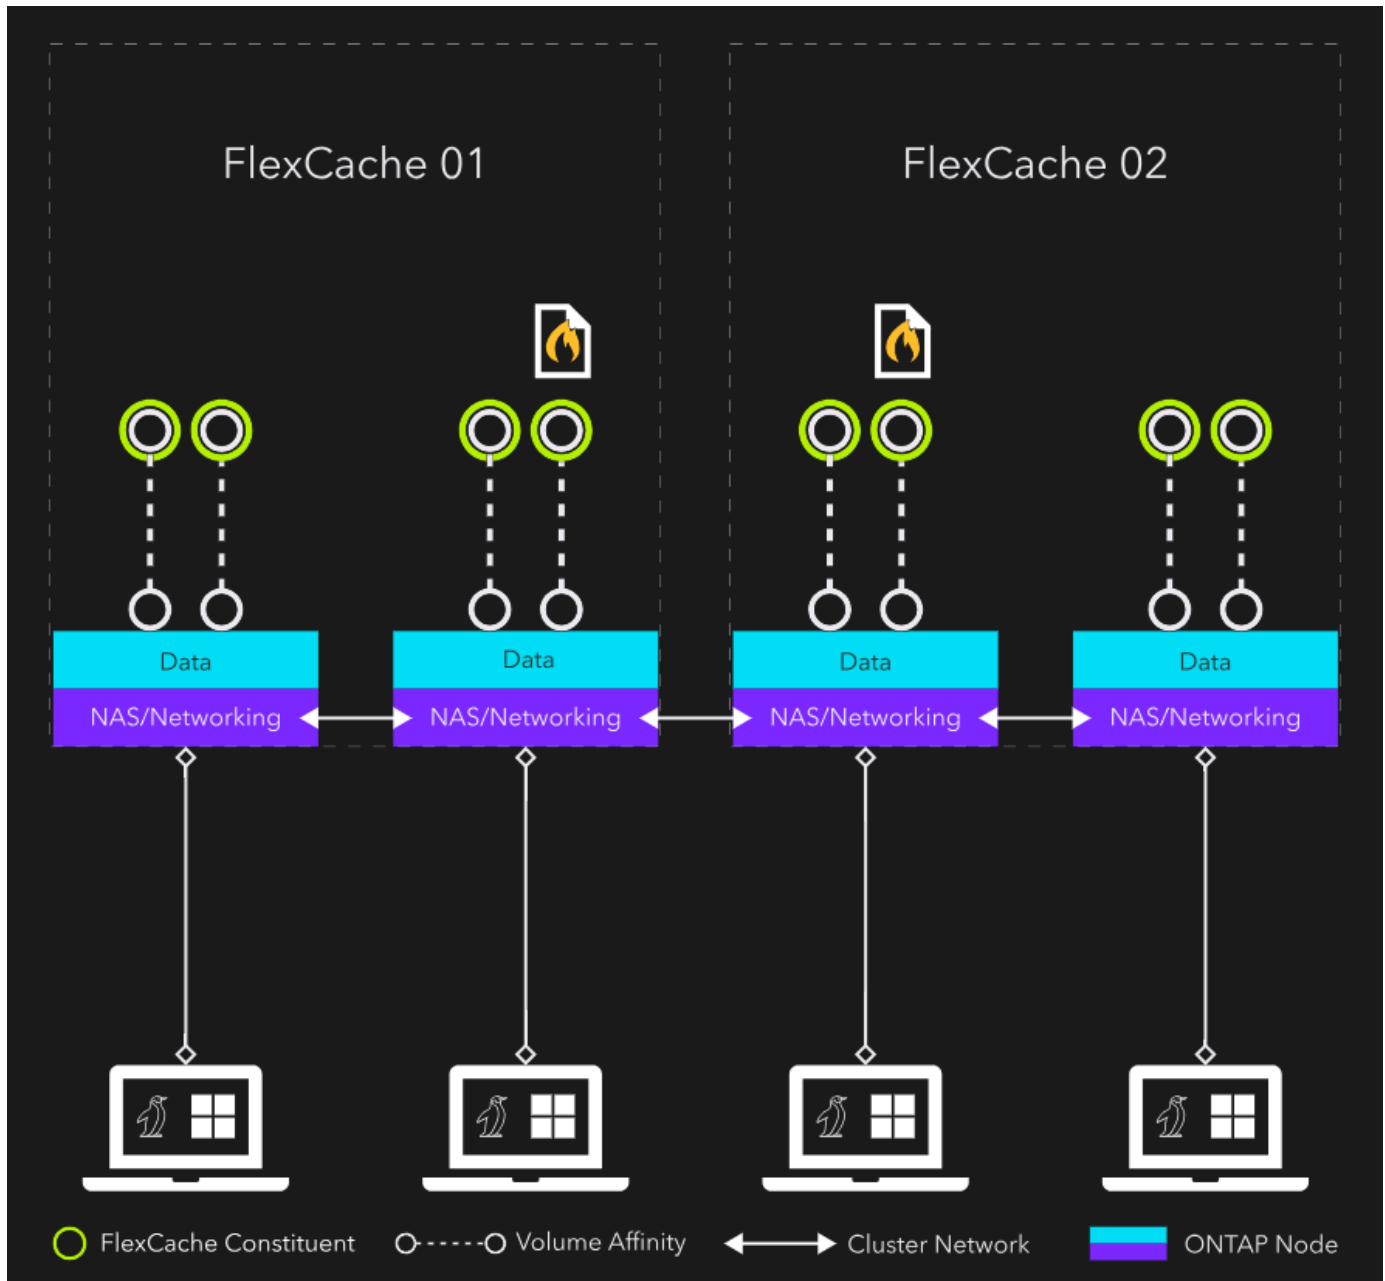 FlexCache 01
FlexCache 02
Data
Data
Data
Data
NAS/Networking
NAS/Networking
NAS/Networking
NAS/Networking
FlexCache Constituent
Volume Affinity
Cluster Network
ONTAP Node